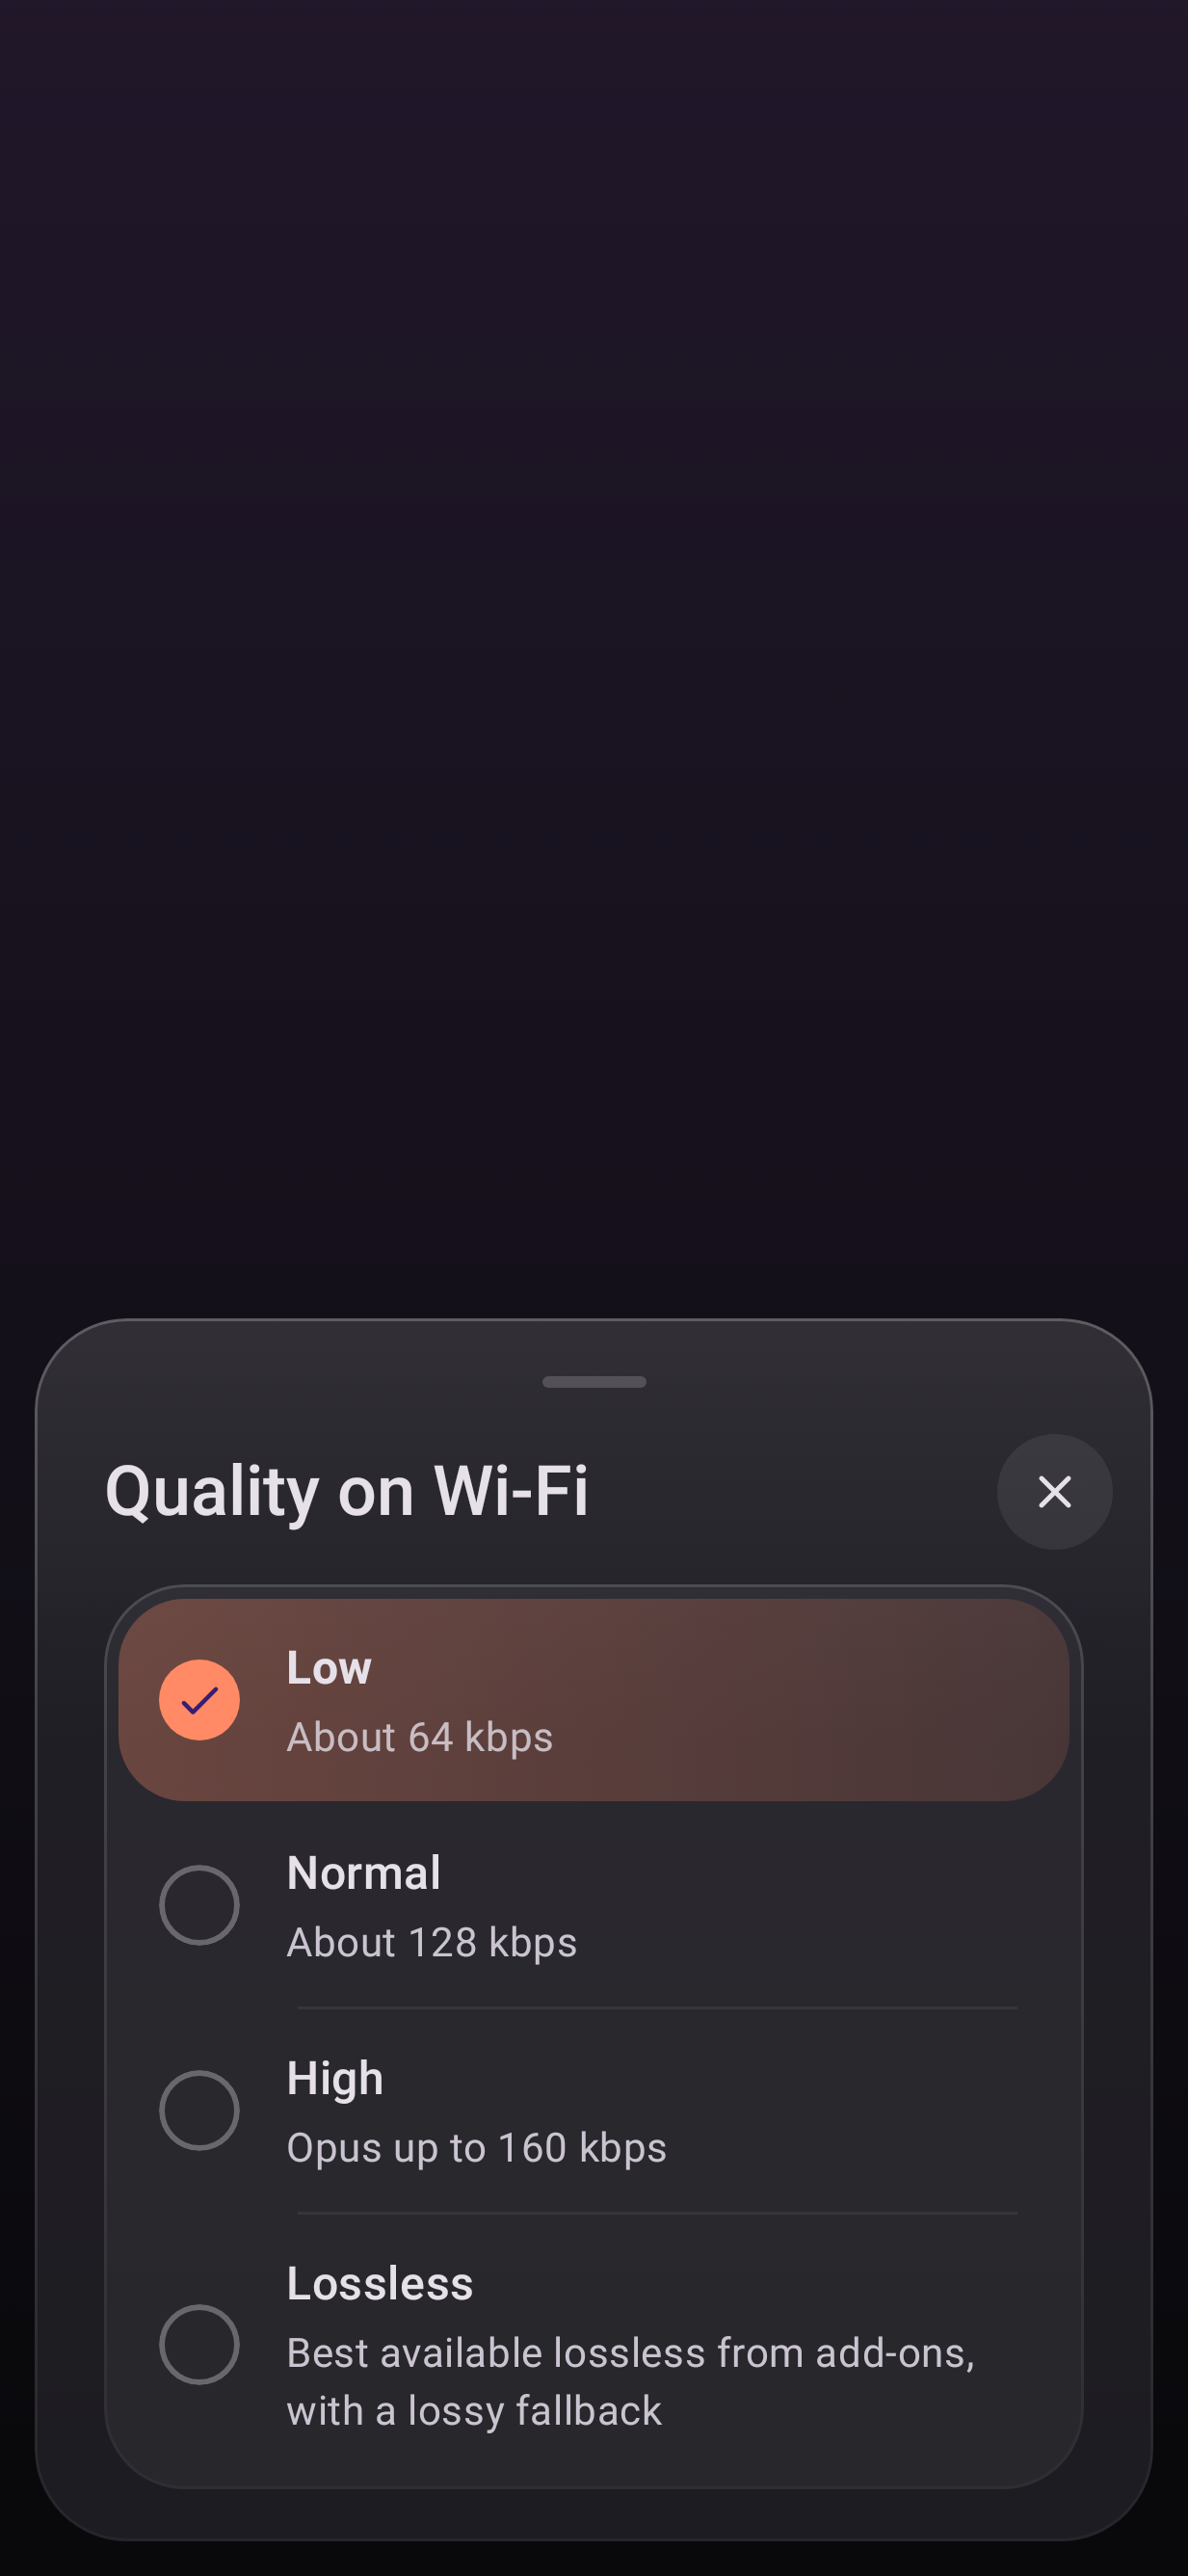 Quality on Wi-Fi
Low
About 64 kbps
Normal
About 128 kbps
High
Opus up to 160 kbps
Lossless
Best available lossless from add-ons,
with a lossy fallback